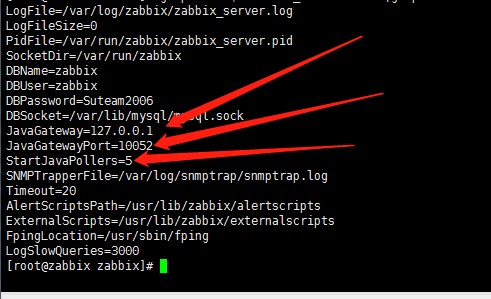 LogFile=/var/log/zabbix/zabbix_server.log
LogFileSize=0
PidFile=/var/run/zabbix/zabbix_server.pid
SocketDir=/var/run/zabbix
DBName=zabbix
DBUser=zabbix
DBPassword=Suteam2006
DBSocket=/var/lib/mysql/mysql.sock
JavaGateway=127.0.0.1
JavaGatewayPort=10052
StartJavaPollers=5
SNMPTrapperFile=/var/log/snmptrap/snmptrap.log
Timeout=20
AlertScriptsPath=/usr/lib/zabbix/alertscripts
ExternalScripts=/usr/lib/zabbix/externalscripts
FpingLocation=/usr/sbin/fping
LogSlowQueries=3000
[root@zabbix zabbix]#